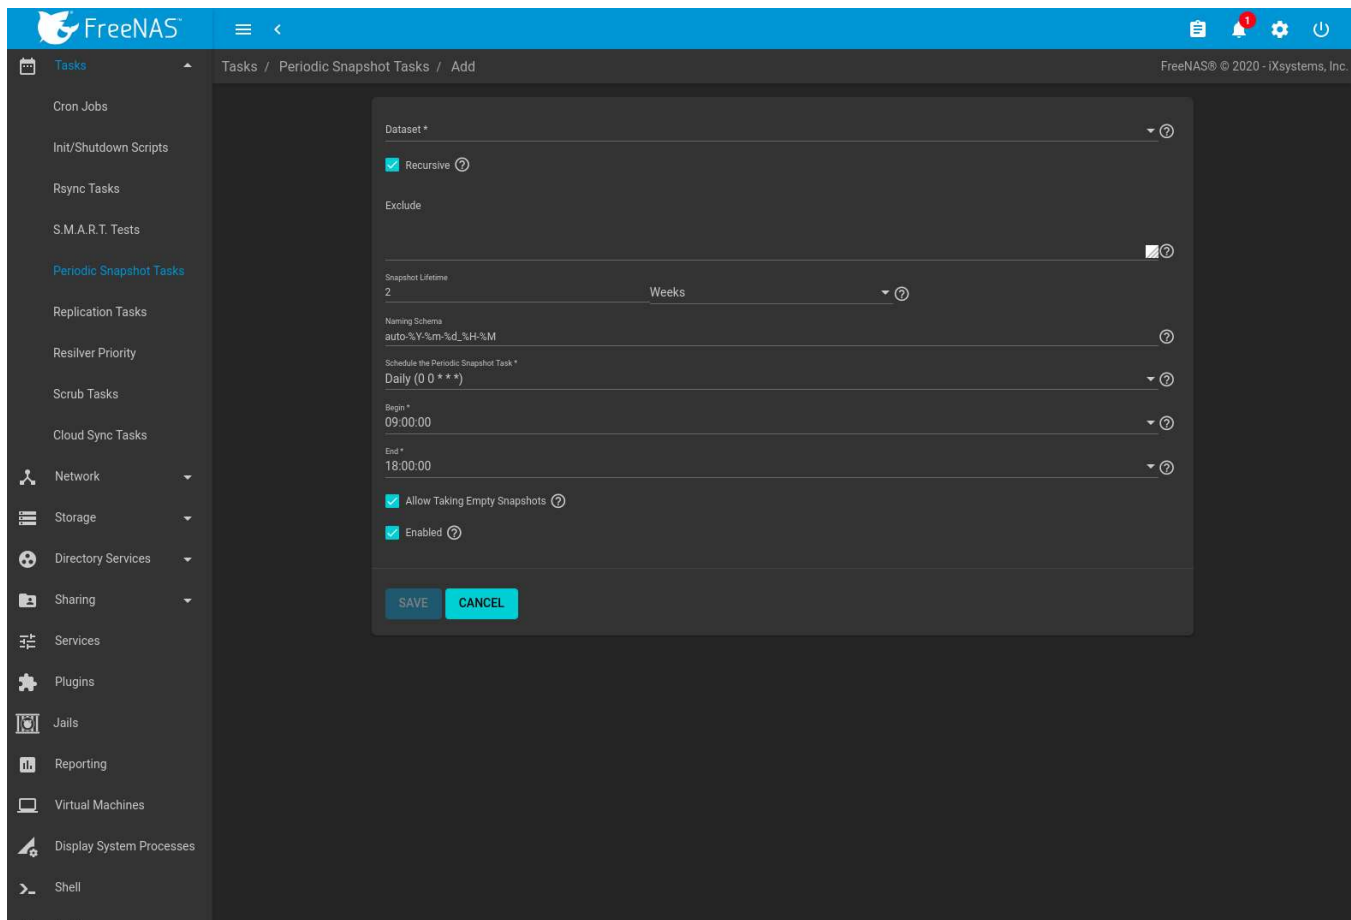 FreeNAS®
1
Tasks
Tasks / Periodic Snapshot Tasks / Add
FreeNAS® © 2020 - iXsystems, Inc.
Cron Jobs
Init/Shutdown Scripts
Rsync Tasks
S.M.A.R.T. Tests
Periodic Snapshot Tasks
Replication Tasks
Resilver Priority
Scrub Tasks
Cloud Sync Tasks
Network
Storage
Directory Services
Sharing
Services
Plugins
Jails
Reporting
Virtual Machines
Display System Processes
Shell
Dataset *
Recursive
Exclude
Snapshot Lifetime
2 Weeks
Naming Schema
auto-%Y-%m-%d_%H-%M
Schedule the Periodic Snapshot Task *
Daily (0 0 * * *)
Begin *
09:00:00
End *
18:00:00
Allow Taking Empty Snapshots
Enabled
SAVE CANCEL